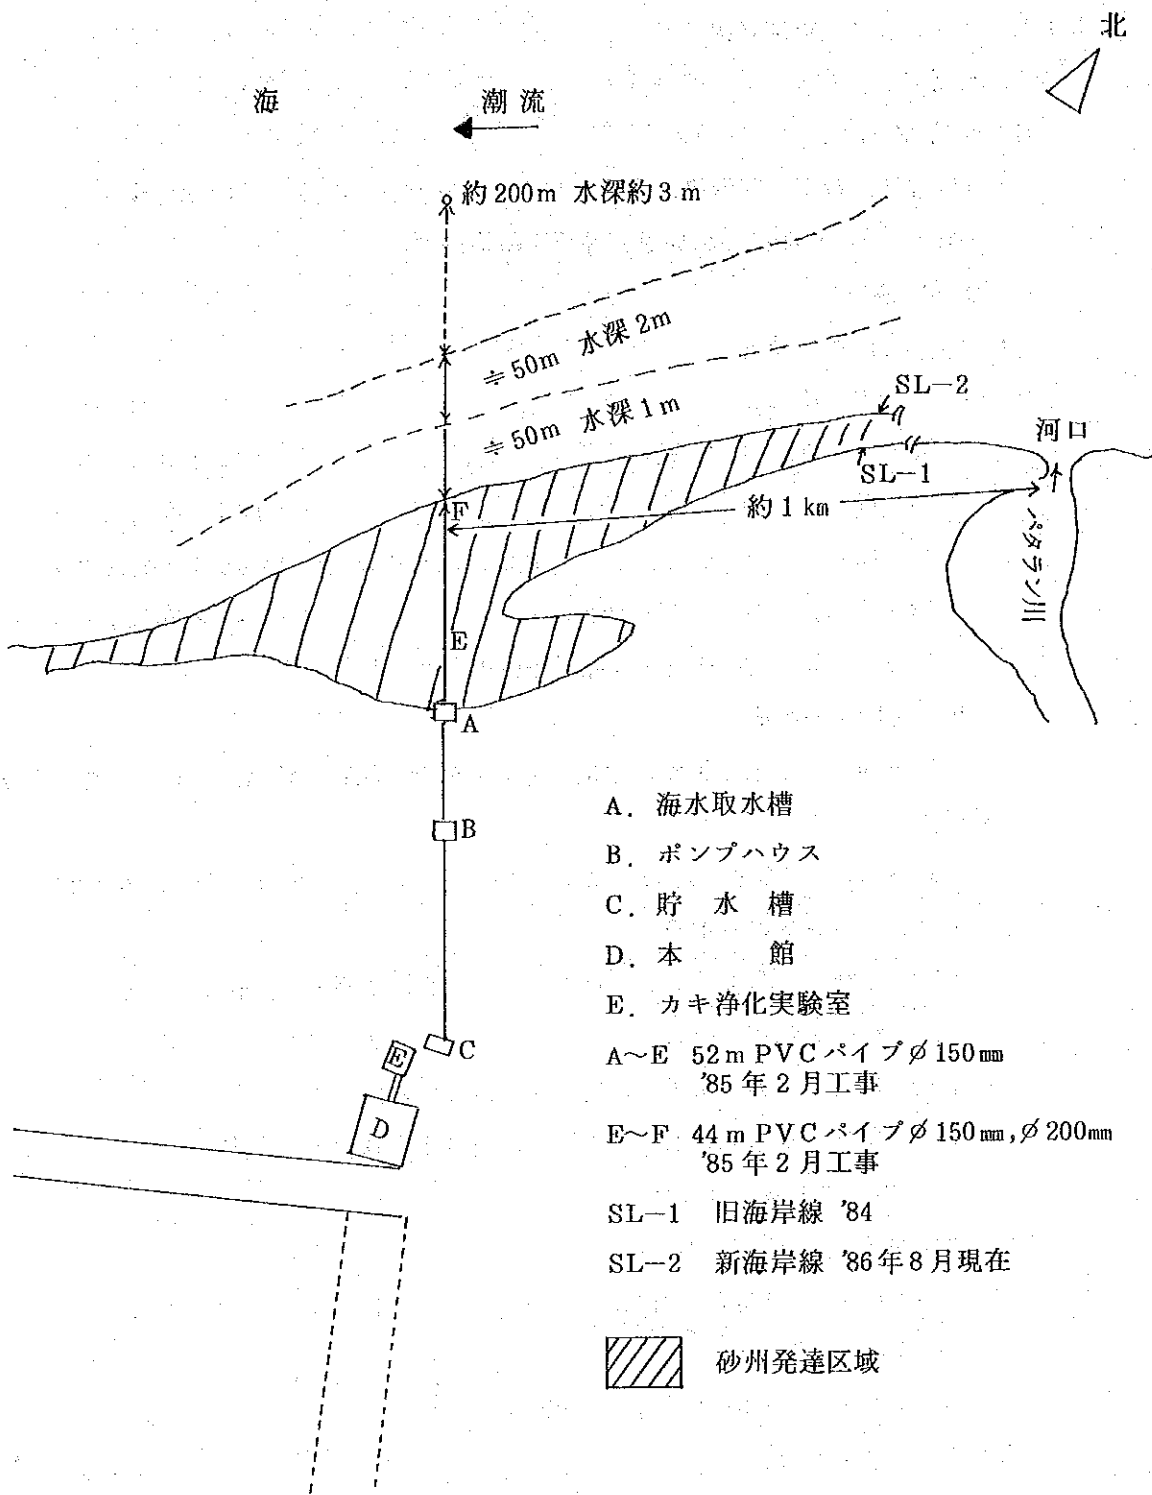 北
海
潮流
約200m 水深約3m
≒50m 水深2m
≒50m 水深1m
SL-2
河口
SL-1
F
約1km
パタラン川
E
A
B
A. 海水取水槽
B. ポンプハウス
C. 貯水槽
D. 本館
E. カキ浄化実験室
C
E
D
A~E 52m PVCパイプ∅150mm
'85年2月工事
E~F 44m PVCパイプ∅150mm,∅200mm
'85年2月工事
SL-1 旧海岸線 '84
SL-2 新海岸線 '86年8月現在
砂州発達区域